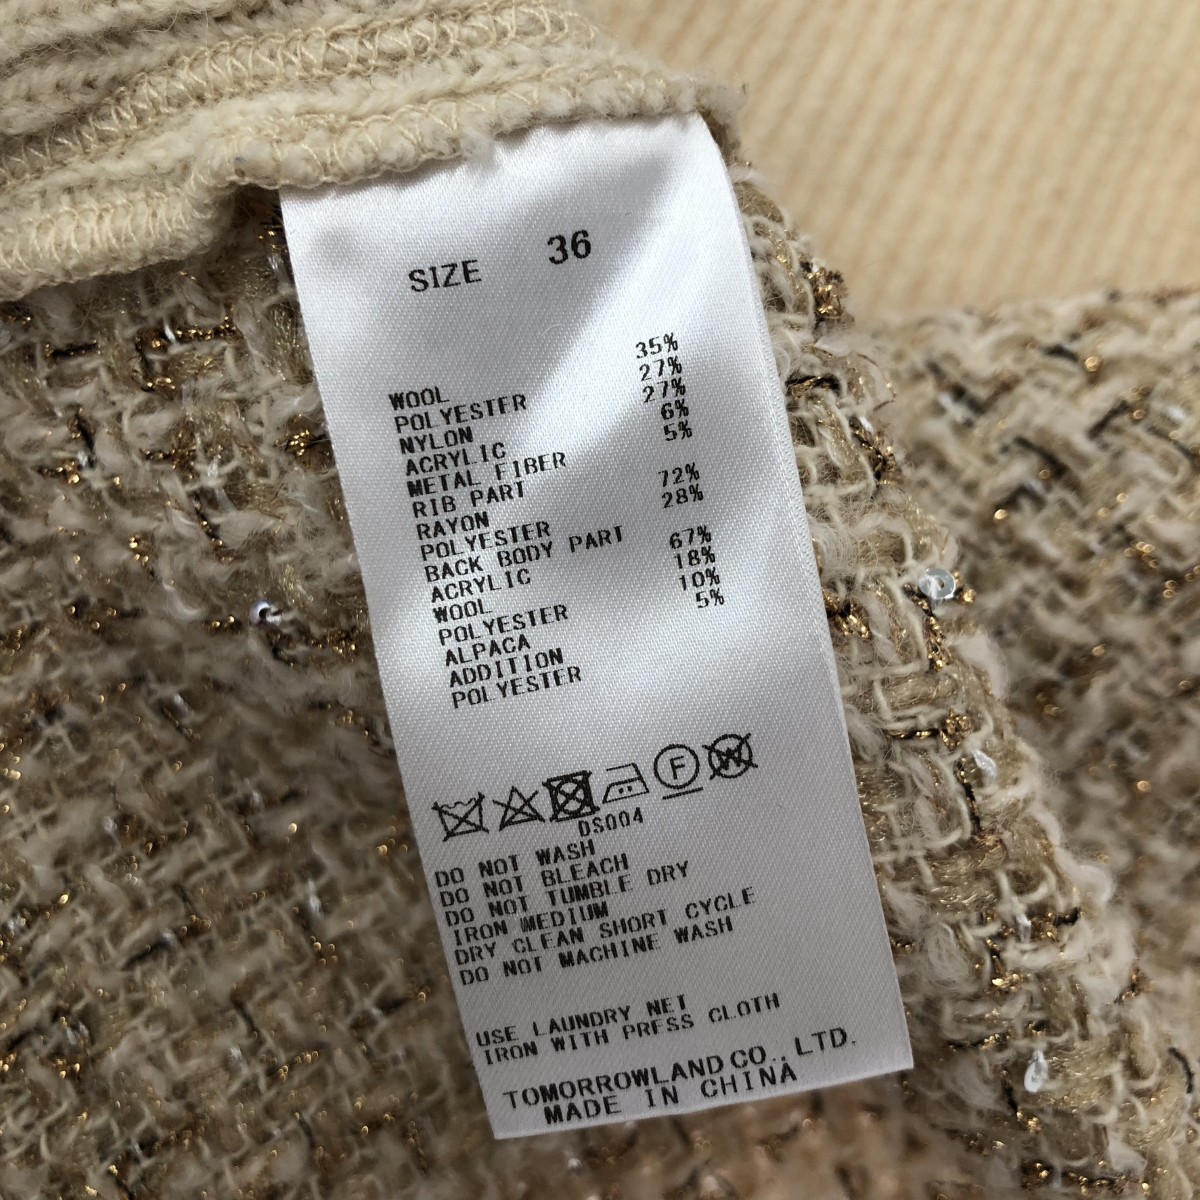 SIZE 36
WOOL 35%
POLYESTER 27%
NYLON 27%
ACRYLIC 6%
METAL FIBER 5%
RIB PART
RAYON 72%
POLYESTER 28%
BACK BODY PART
ACRYLIC 67%
WOOL 18%
POLYESTER 10%
ALPACA 5%
ADDITION
POLYESTER
F W
DS004
DO NOT WASH
DO NOT BLEACH
DO NOT TUMBLE DRY
IRON MEDIUM
DRY CLEAN SHORT CYCLE
DO NOT MACHINE WASH
USE LAUNDRY NET
IRON WITH PRESS CLOTH
TOMORROWLAND CO., LTD.
MADE IN CHINA